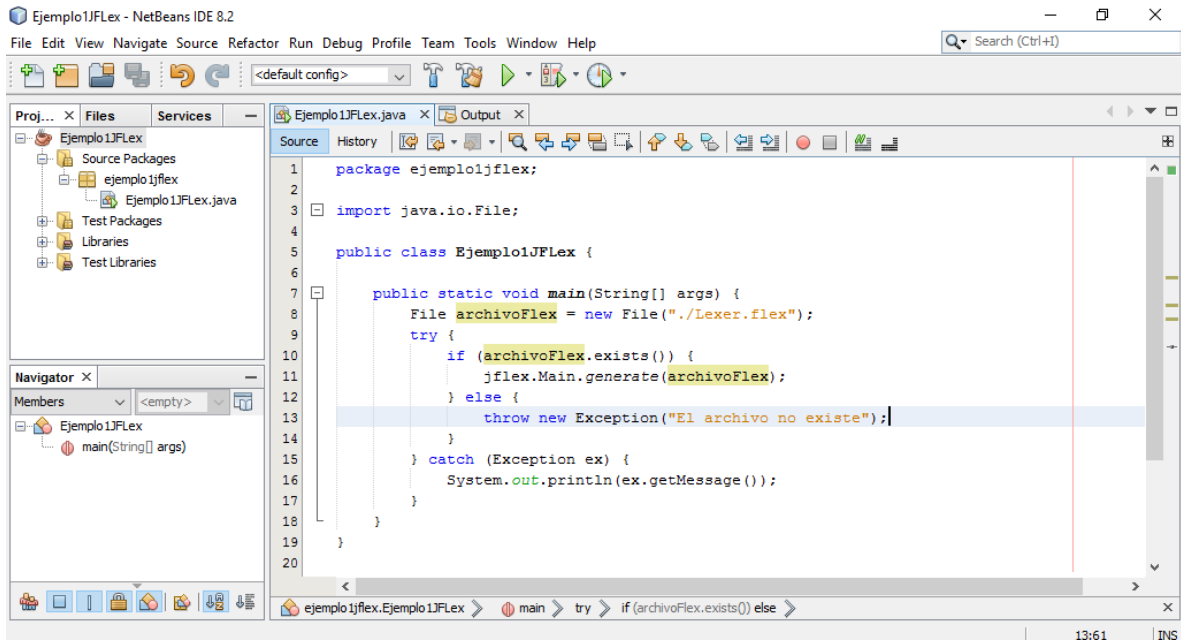 Ejemplo1JFLex - NetBeans IDE 8.2
File Edit View Navigate Source Refactor Run Debug Profile Team Tools Window Help
Search (Ctrl+I)
<default config>
Proj... Files Services
Ejemplo1JFLex.java Output
Ejemplo1JFLex
Source Packages
ejemplo1jflex
Ejemplo1JFLex.java
Test Packages
Libraries
Test Libraries
Source History
1 package ejemplo1jflex;
2
3 import java.io.File;
4
5 public class Ejemplo1JFLex {
6
7 public static void main(String[] args) {
8 File archivoFlex = new File("./Lexer.flex");
9 try {
10 if (archivoFlex.exists()) {
11 jflex.Main.generate(archivoFlex);
12 } else {
13 throw new Exception("El archivo no existe");
14 }
15 } catch (Exception ex) {
16 System.out.println(ex.getMessage());
17 }
18 }
19 }
20
Navigator
Members <empty>
Ejemplo1JFLex
main(String[] args)
ejemplo1jflex.Ejemplo1JFLex main try if (archivoFlex.exists()) else
13:61 INS